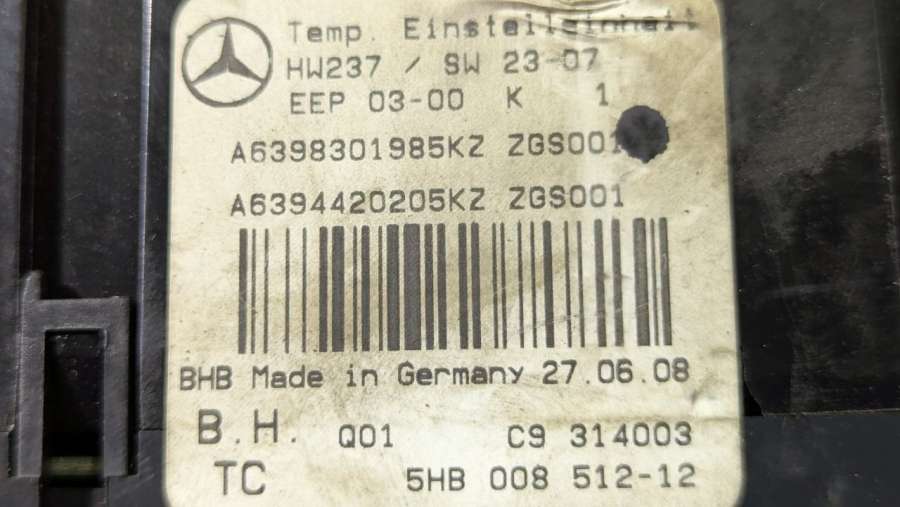 Temp. Einstelleinheit
HW237 / SW 23-07
EEP 03-00 K 1
A6398301985KZ ZGS001
A6394420205KZ ZGS001
BHB Made in Germany 27.06.08
B.H. Q01 C9 314003
TC 5HB 008 512-12